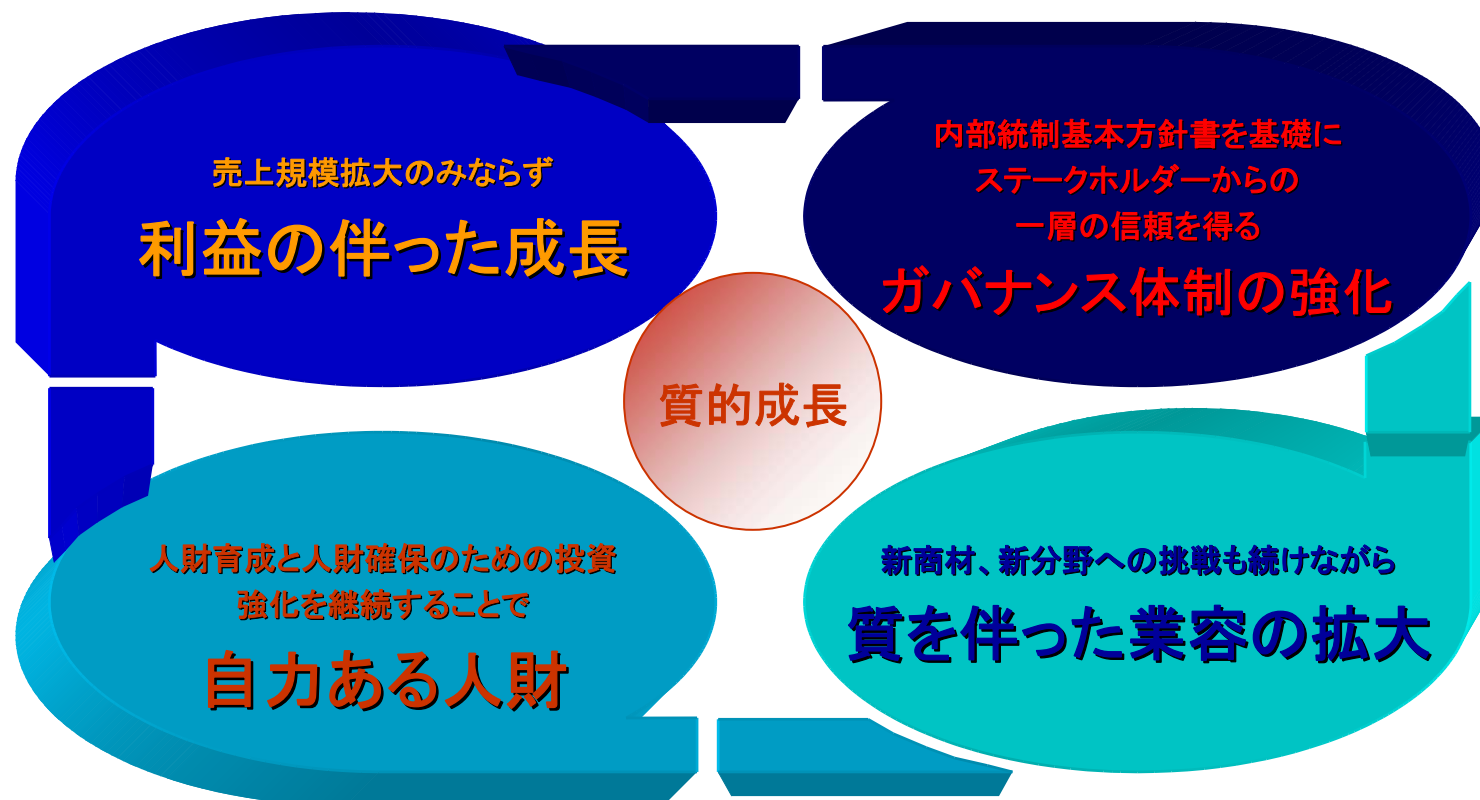 売上規模拡大のみならず
利益の伴った成長
内部統制基本方針書を基礎に
ステークホルダーからの
一層の信頼を得る
ガバナンス体制の強化
質的成長
人財育成と人財確保のための投資
強化を継続することで
自力ある人財
新商材、新分野への挑戦も続けながら
質を伴った業容の拡大